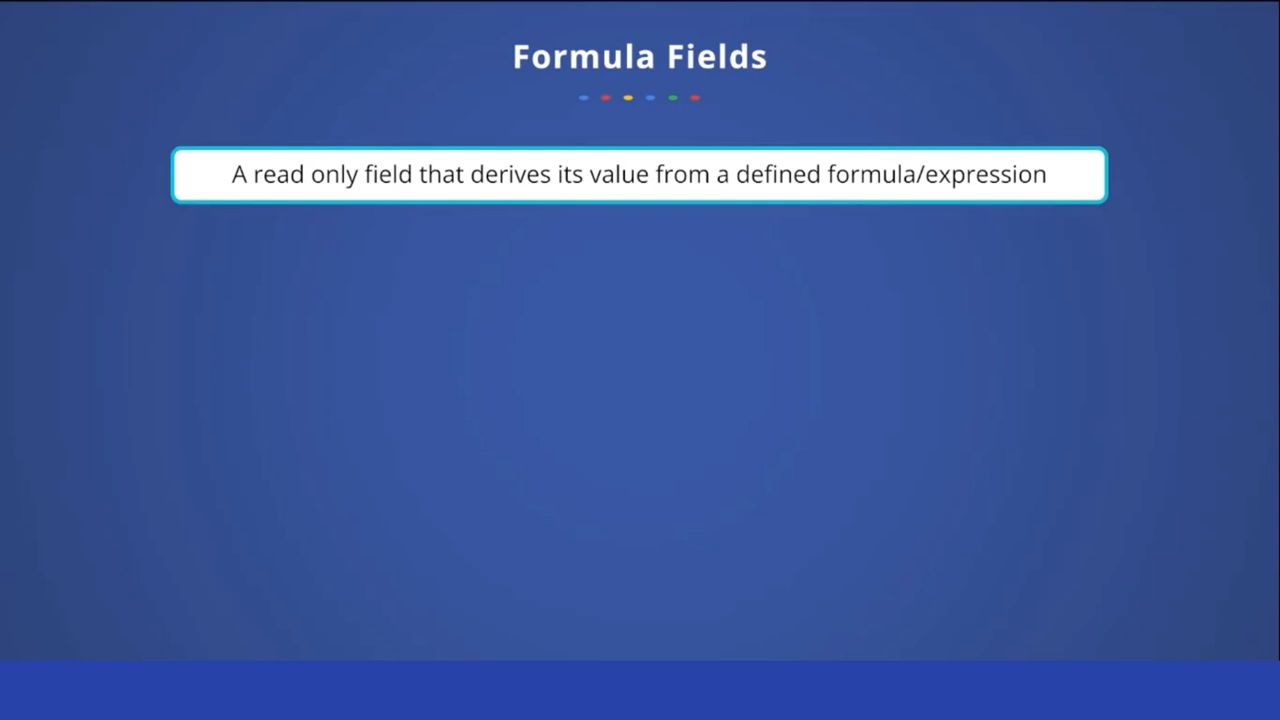 Formula Fields
A read only field that derives its value from a defined formula/expression